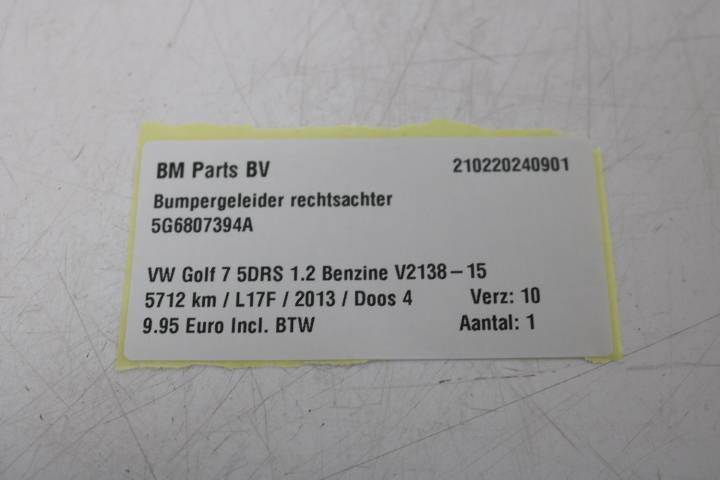 BM Parts BV 210220240901
Bumpergeleider rechtsachter
5G6807394A
VW Golf 7 5DRS 1.2 Benzine V2138-15
5712 km / L17F / 2013 / Doos 4 Verz: 10
9.95 Euro Incl. BTW Aantal: 1